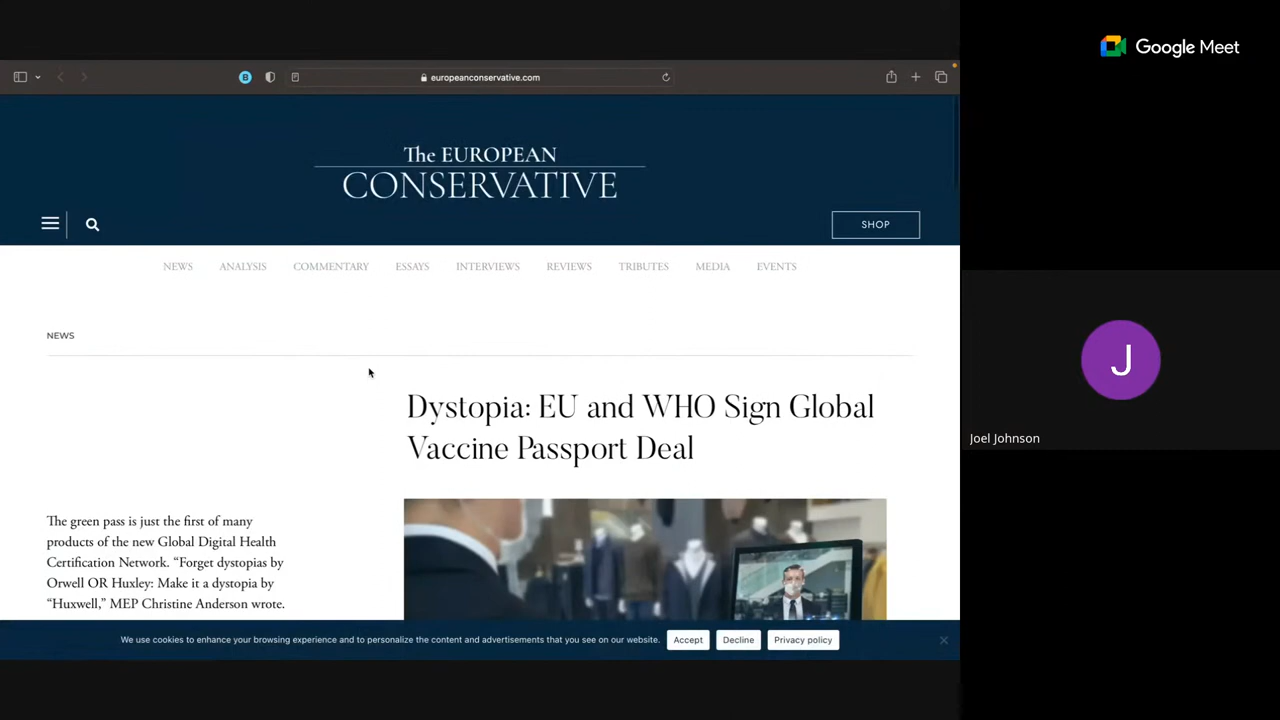 Google Meet
B
europeanconservative.com
The EUROPEAN
CONSERVATIVE
SHOP
NEWS ANALYSIS COMMENTARY ESSAYS INTERVIEWS REVIEWS TRIBUTES MEDIA EVENTS
NEWS
Dystopia: EU and WHO Sign Global
Vaccine Passport Deal
The green pass is just the first of many
products of the new Global Digital Health
Certification Network. “Forget dystopias by
Orwell OR Huxley: Make it a dystopia by
“Huxwell,” MEP Christine Anderson wrote.
We use cookies to enhance your browsing experience and to personalize the content and advertisements that you see on our website. Accept Decline Privacy policy
J
Joel Johnson